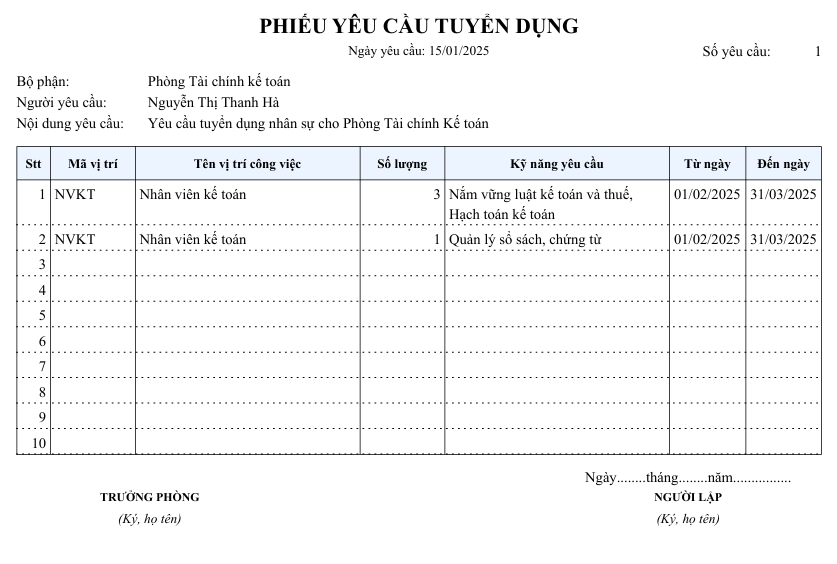 PHIẾU YÊU CẦU TUYỂN DỤNG
Ngày yêu cầu: 15/01/2025 Số yêu cầu: 1
Bộ phận: Phòng Tài chính kế toán
Người yêu cầu: Nguyễn Thị Thanh Hà
Nội dung yêu cầu: Yêu cầu tuyển dụng nhân sự cho Phòng Tài chính Kế toán
Stt Mã vị trí Tên vị trí công việc Số lượng Kỹ năng yêu cầu Từ ngày Đến ngày
1 NVKT Nhân viên kế toán 3 Nắm vững luật kế toán và thuế, 01/02/2025 31/03/2025
Hạch toán kế toán
2 NVKT Nhân viên kế toán 1 Quản lý sổ sách, chứng từ 01/02/2025 31/03/2025
3
4
5
6
7
8
9
10
Ngày........tháng........năm................
TRƯỞNG PHÒNG NGƯỜI LẬP
(Ký, họ tên) (Ký, họ tên)